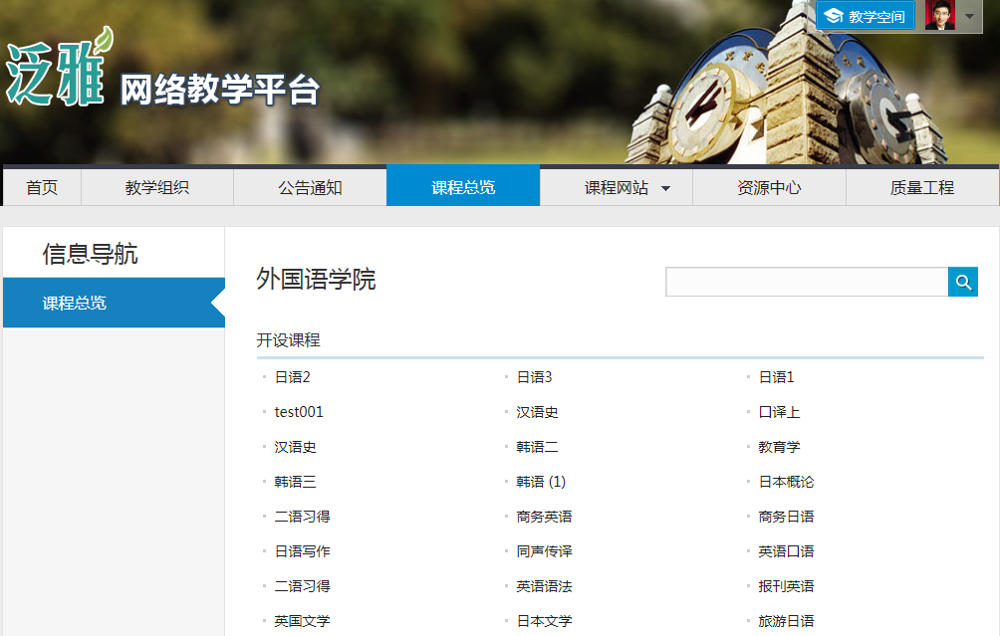 教学空间
泛雅 网络教学平台
首页 教学组织 公告通知 课程总览 课程网站 资源中心 质量工程
信息导航
课程总览
外国语学院
开设课程
日语2 日语3 日语1
test001 汉语史 口译上
汉语史 韩语二 教育学
韩语三 韩语 (1) 日本概论
二语习得 商务英语 商务日语
日语写作 同声传译 英语口语
二语习得 英语语法 报刊英语
英国文学 日本文学 旅游日语